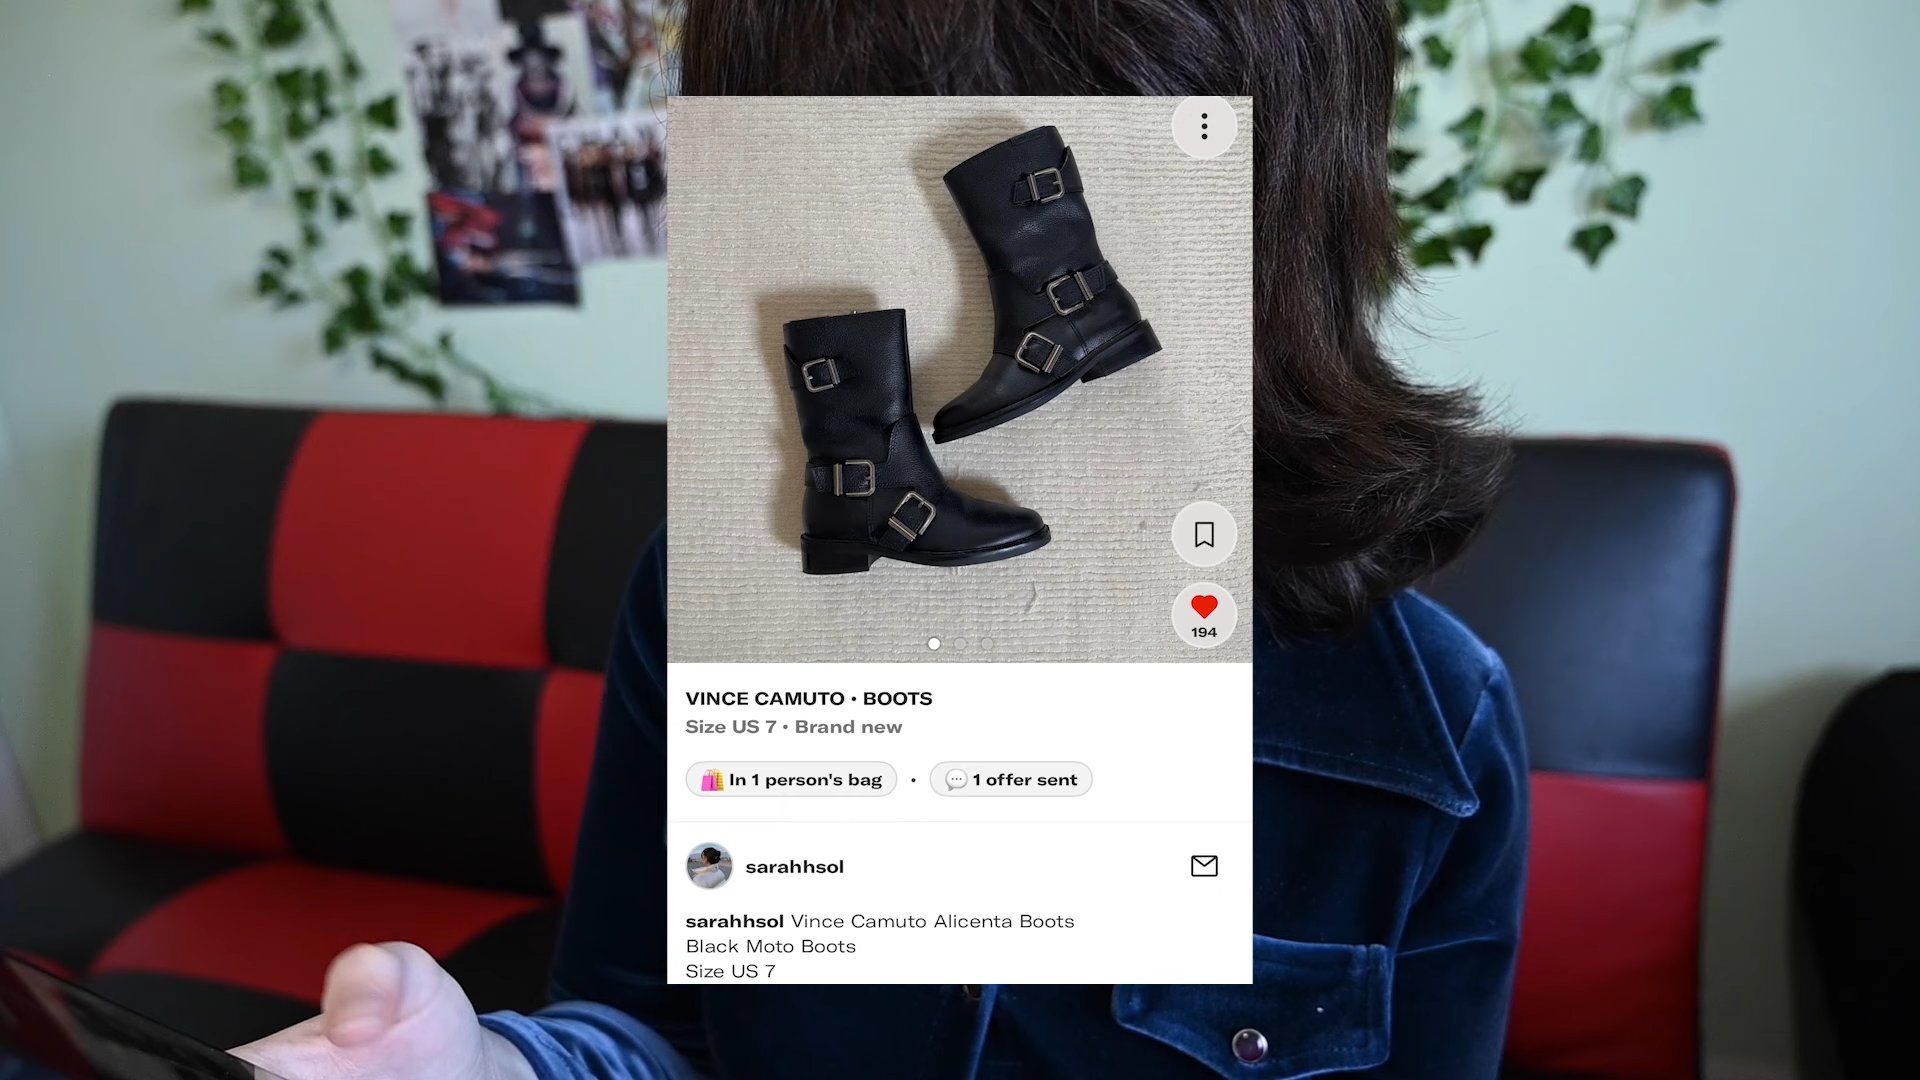 194
VINCE CAMUTO • BOOTS
Size US 7 • Brand new
In 1 person's bag • 1 offer sent
sarahhsol
sarahhsol Vince Camuto Alicenta Boots
Black Moto Boots
Size US 7